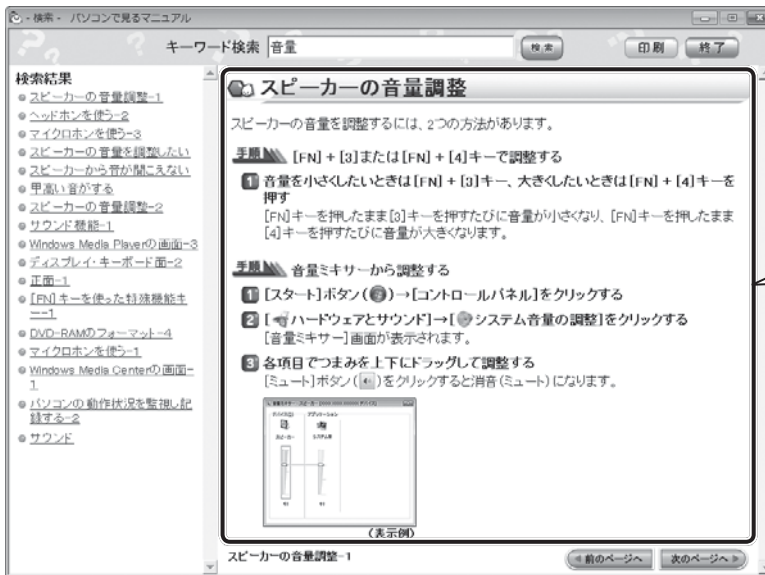 - 検索 - パソコンで見るマニュアル
キーワード検索 音量 検索 印刷 終了
検索結果
スピーカーの音量調整-1
ヘッドホンを使う-2
マイクロホンを使う-3
スピーカーの音量を調整したい
スピーカーから音が聞こえない
甲高い音がする
スピーカーの音量調整-2
サウンド機能-1
Windows Media Playerの画面-3
ディスプレイ・キーボード面-2
正面-1
[FN]キーを使った特殊機能キ
ー-1
DVD-RAMのフォーマット-4
マイクロホンを使う-1
Windows Media Centerの画面-
1
パソコンの動作状況を監視し記
録する-2
サウンド
スピーカーの音量調整
スピーカーの音量を調整するには、2つの方法があります。
手順 [FN] + [3]または[FN] + [4]キーで調整する
1 音量を小さくしたいときは[FN] + [3]キー、大きくしたいときは[FN] + [4]キーを
押す
[FN]キーを押したまま[3]キーを押すたびに音量が小さくなり、[FN]キーを押したまま
[4]キーを押すたびに音量が大きくなります。
手順 音量ミキサーから調整する
1 [スタート]ボタン( )→[コントロールパネル]をクリックする
2 [ ハードウェアとサウンド]→[ システム音量の調整]をクリックする
[音量ミキサー]画面が表示されます。
3 各項目でつまみを上下にドラッグして調整する
[ミュート]ボタン( )をクリックすると消音(ミュート)になります。
デバイス(D) アプリケーション
スピーカー システム音
(表示例)
スピーカーの音量調整-1 前のページへ 次のページへ